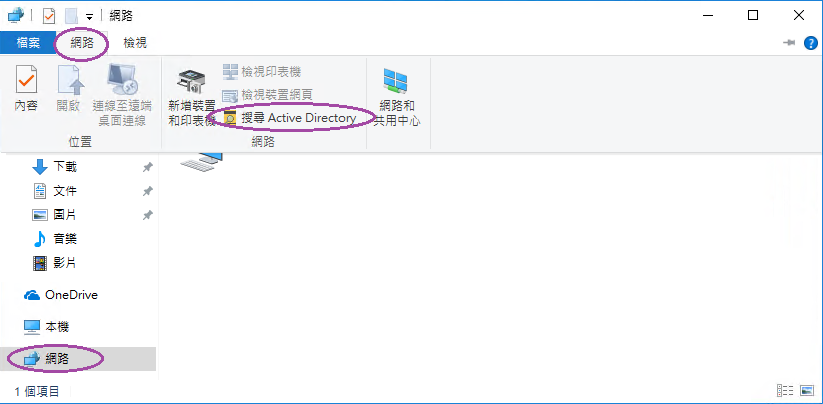 網路
檔案 網路 檢視
內容 開啟 連線至遠端
桌面連線
位置
新增裝置
和印表機
檢視印表機
檢視裝置網頁
搜尋 Active Directory
網路
網路和
共用中心
下載
文件
圖片
音樂
影片
OneDrive
本機
網路
1 個項目